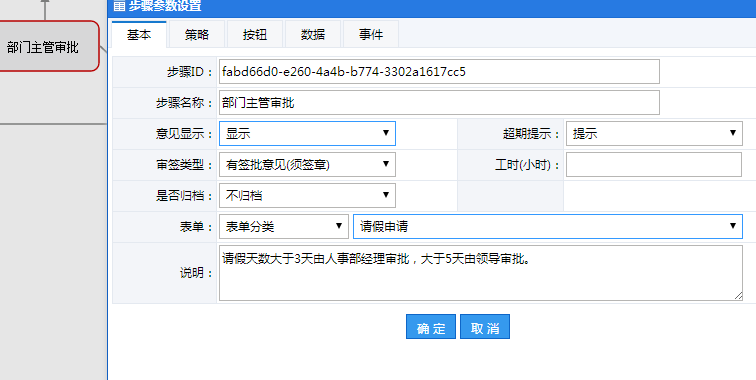 步骤参数设置
基本 策略 按钮 数据 事件
部门主管审批
步骤ID： fabd66d0-e260-4a4b-b774-3302a1617cc5
步骤名称： 部门主管审批
意见显示： 显示 超期提示： 提示
审签类型： 有签批意见(须签章) 工时(小时)：
是否归档： 不归档
表单： 表单分类 请假申请
说明： 请假天数大于3天由人事部经理审批，大于5天由领导审批。
确 定 取 消